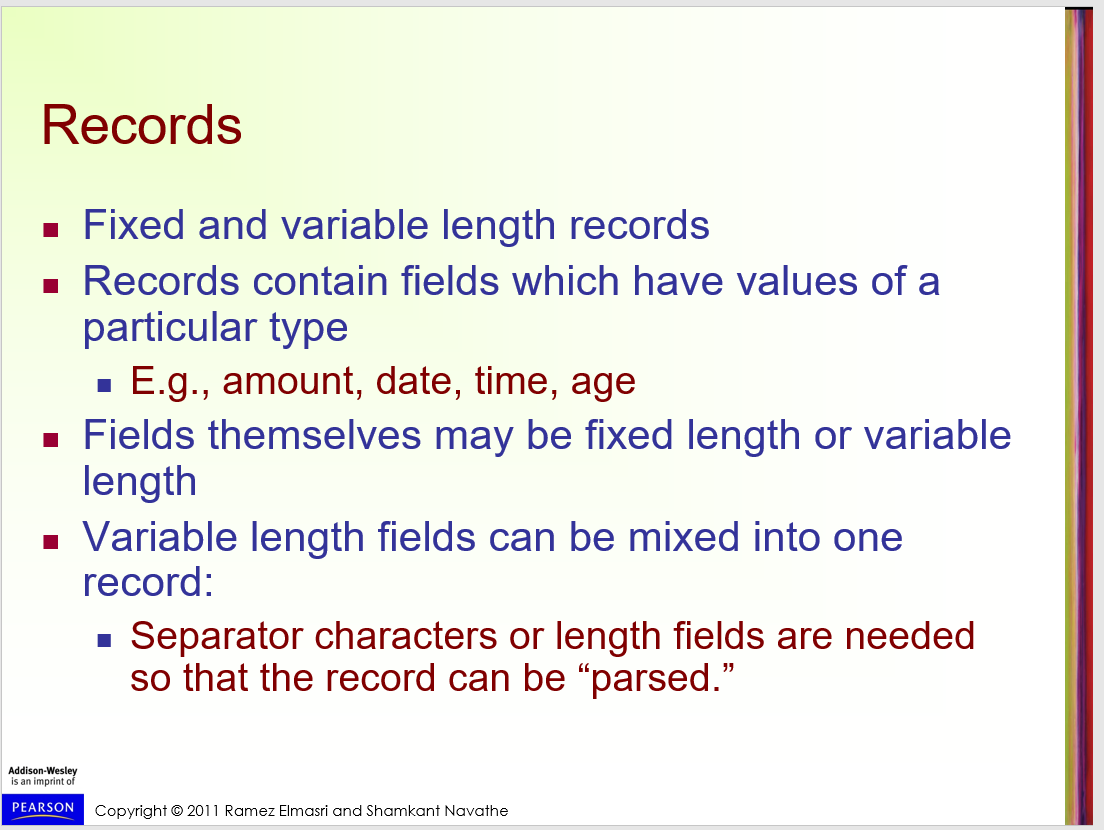 Records
Fixed and variable length records
Records contain fields which have values of a
particular type
E.g., amount, date, time, age
Fields themselves may be fixed length or variable
length
Variable length fields can be mixed into one
record:
Separator characters or length fields are needed
so that the record can be “parsed.”
Addison-Wesley
is an imprint of
PEARSON
Copyright © 2011 Ramez Elmasri and Shamkant Navathe